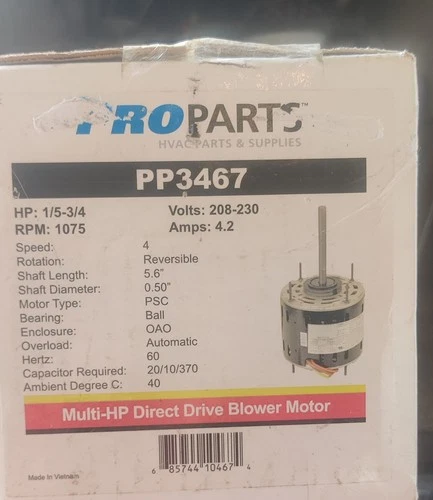 PROPARTS™
HVAC PARTS & SUPPLIES
PP3467
HP: 1/5-3/4 Volts: 208-230
RPM: 1075 Amps: 4.2
Speed: 4
Rotation: Reversible
Shaft Length: 5.6"
Shaft Diameter: 0.50"
Motor Type: PSC
Bearing: Ball
Enclosure: OAO
Overload: Automatic
Hertz: 60
Capacitor Required: 20/10/370
Ambient Degree C: 40
Multi-HP Direct Drive Blower Motor
6 85744 10467 4
Made In Vietnam